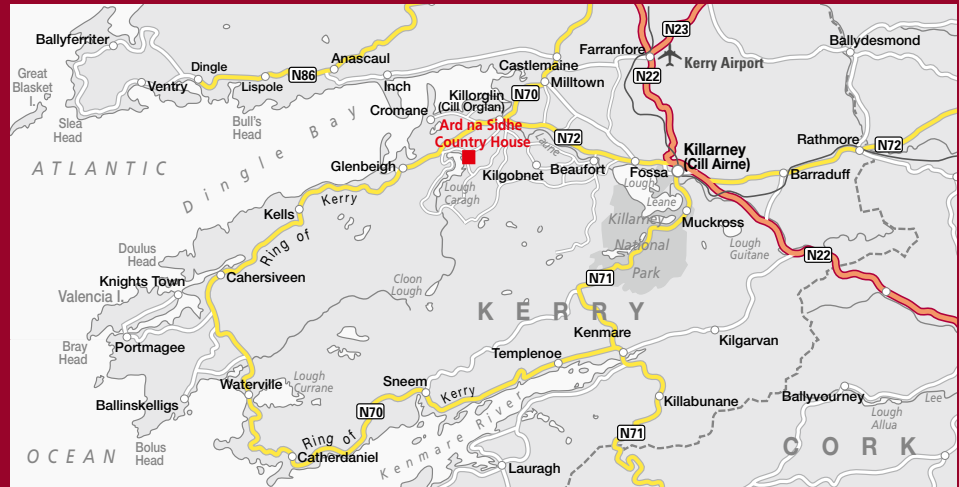 N23
Ballyferriter
Farranfore
Ballydesmond
Great
Blasket
I.
Dingle
Anascaul
Castlemaine
Kerry Airport
N86
N22
Ventry
Lispole
Inch
Milltown
Killorglin
(Cill Orglan)
N70
Cromane
Slea
Head
Bull's
Head
Ard na Sidhe
Country House
N72
Laune
Rathmore
N72
Killarney
(Cill Airne)
ATLANTIC
Dingle Bay
Glenbeigh
Kilgobnet
Beaufort
Fossa
Barraduff
Lough
Caragh
Lough
Leane
Kerry
Ring of
Kells
Muckross
Killarney
National
Park
Lough
Guitane
Doulus
Head
Knights Town
Cahersiveen
Cloon
Lough
N71
N22
Valencia I.
KERRY
Bray
Head
Portmagee
Kenmare
Kilgarvan
Templenoe
Waterville
Lough
Currane
Sneem
Kerry
Ballinskelligs
N70
Killabunane
Ballyvourney
Lough
Allua
Lee
Ring of
Kenmare River
N71
Bolus
Head
OCEAN
Catherdaniel
Lauragh
CORK